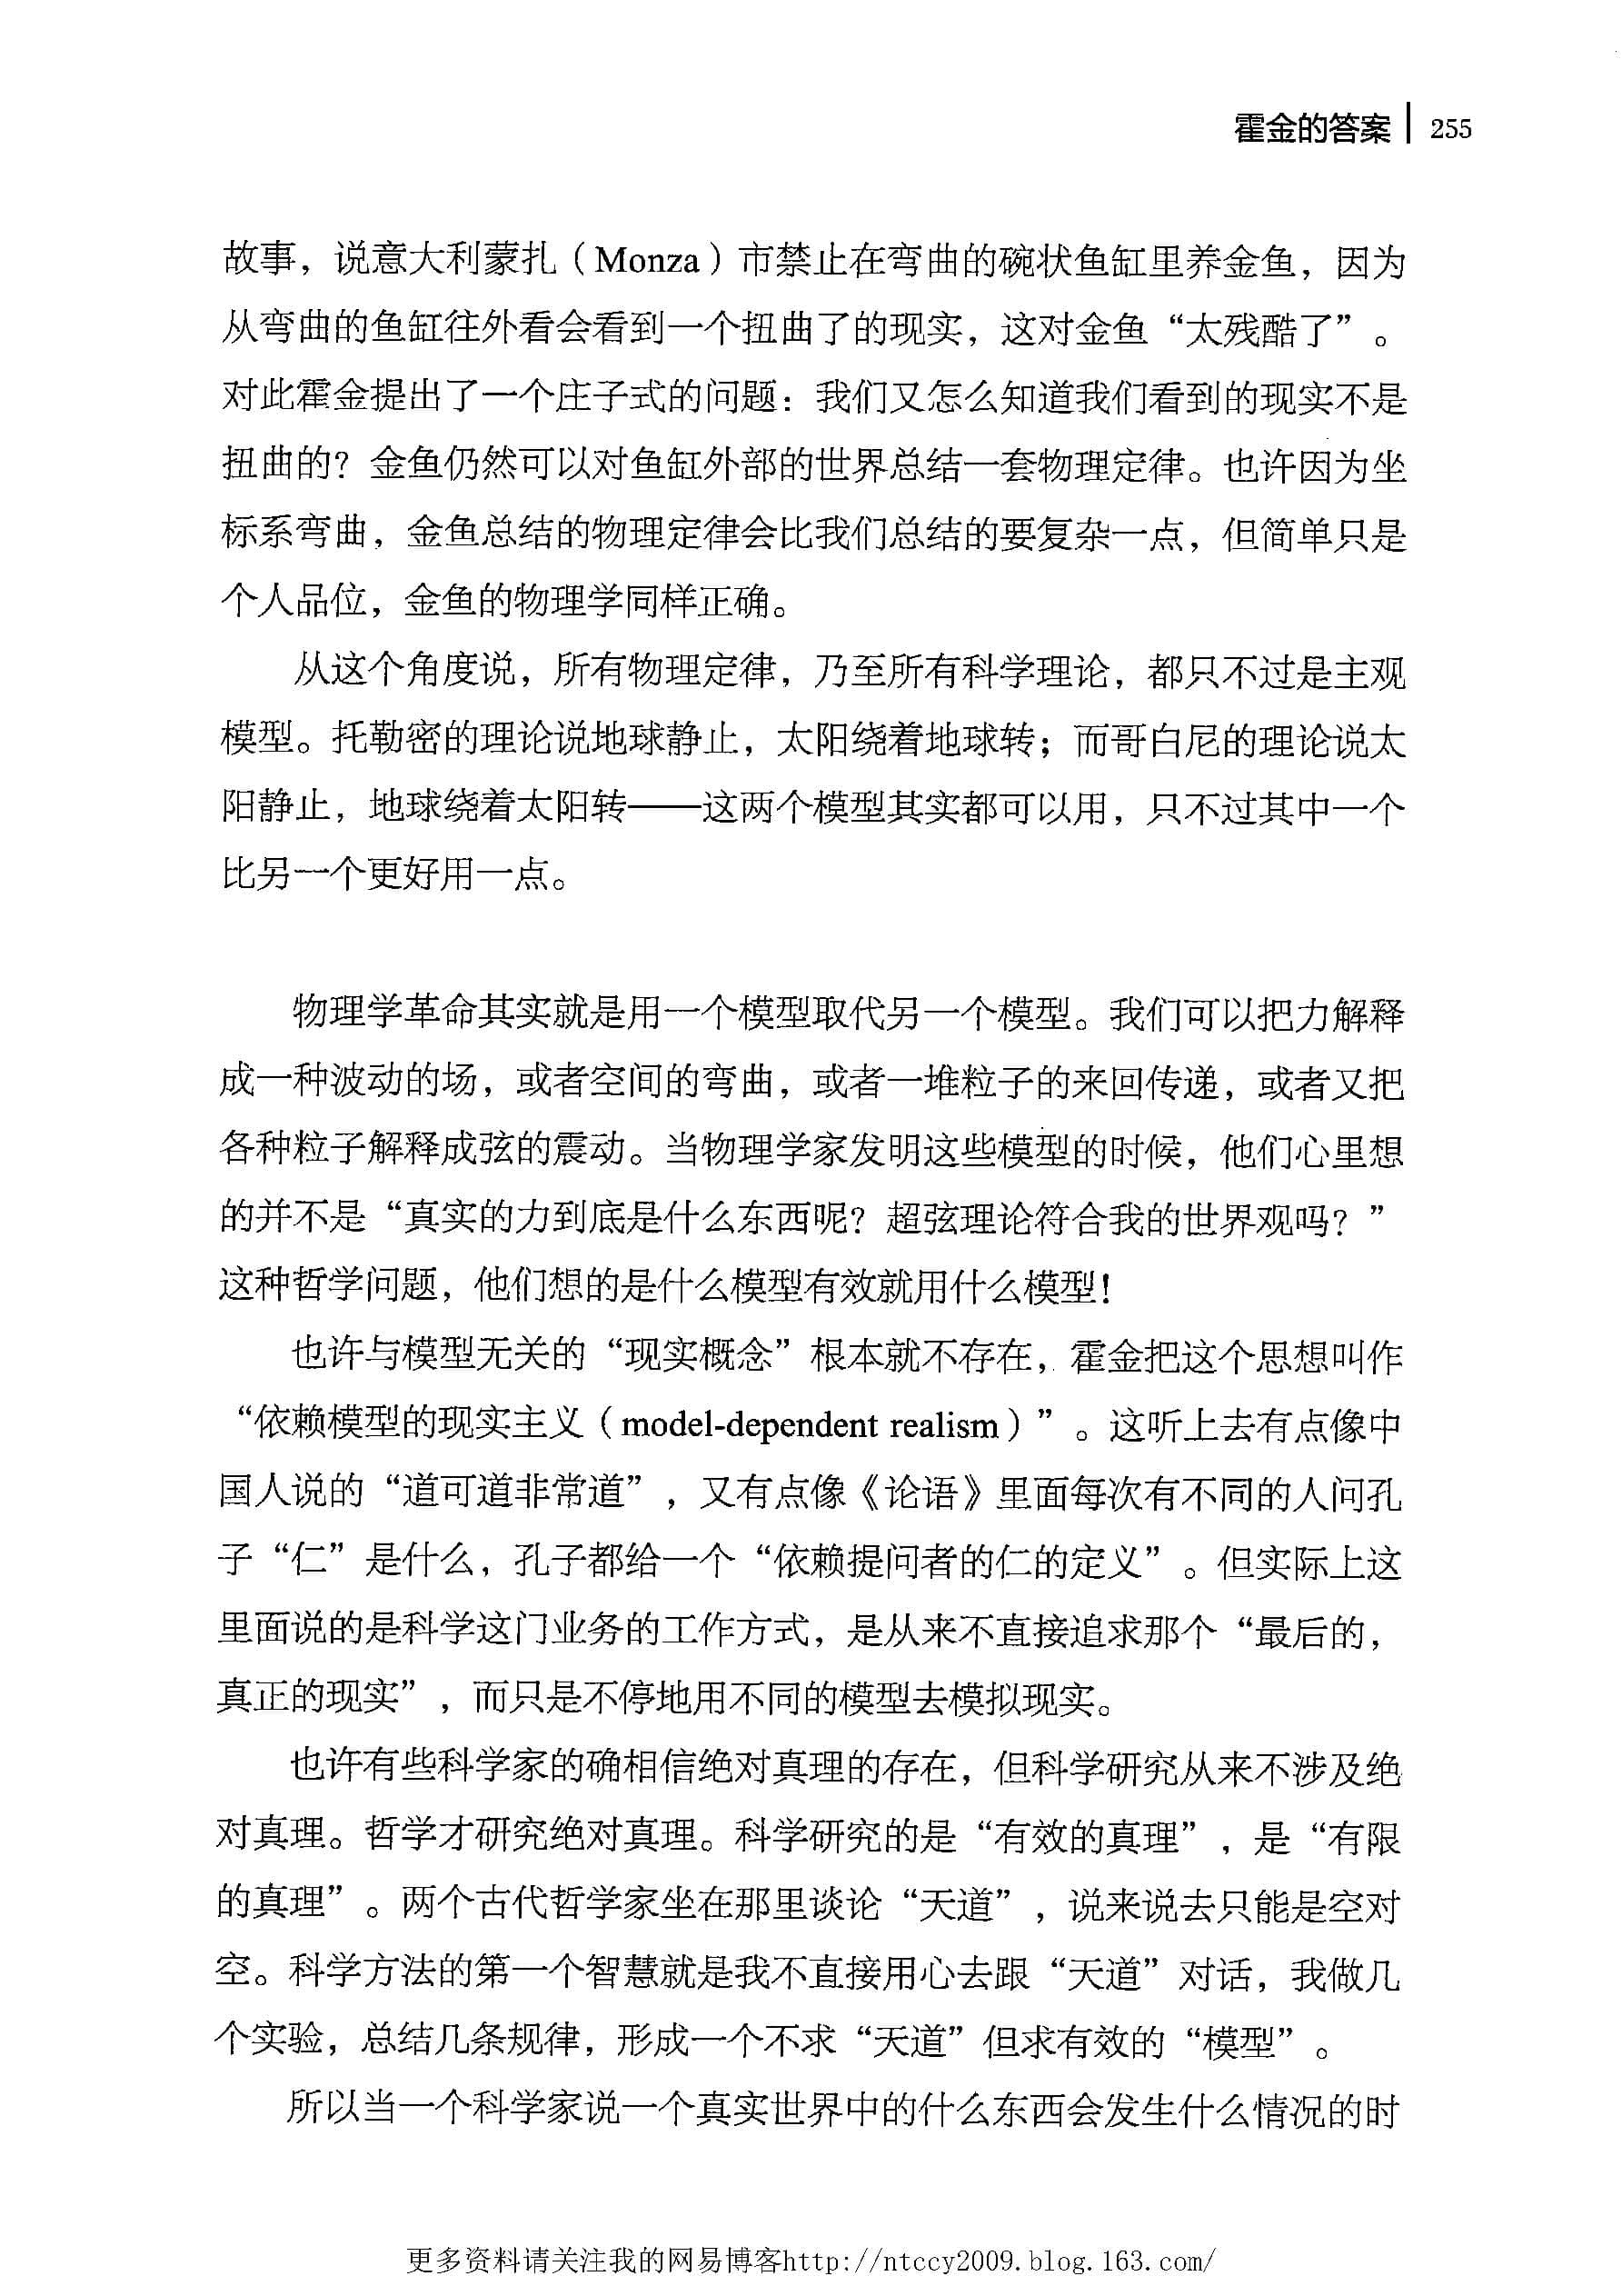 霍金的答案 | 255
故事，说意大利蒙扎（Monza）市禁止在弯曲的碗状鱼缸里养金鱼，因为
从弯曲的鱼缸往外看会看到一个扭曲了的现实，这对金鱼“太残酷了”。
对此霍金提出了一个庄子式的问题：我们又怎么知道我们看到的现实不是
扭曲的？金鱼仍然可以对鱼缸外部的世界总结一套物理定律。也许因为坐
标系弯曲，金鱼总结的物理定律会比我们总结的要复杂一点，但简单只是
个人品位，金鱼的物理学同样正确。
从这个角度说，所有物理定律，乃至所有科学理论，都只不过是主观
模型。托勒密的理论说地球静止，太阳绕着地球转；而哥白尼的理论说太
阳静止，地球绕着太阳转——这两个模型其实都可以用，只不过其中一个
比另一个更好用一点。
物理学革命其实就是用一个模型取代另一个模型。我们可以把力解释
成一种波动的场，或者空间的弯曲，或者一堆粒子的来回传递，或者又把
各种粒子解释成弦的震动。当物理学家发明这些模型的时候，他们心里想
的并不是“真实的力到底是什么东西呢？超弦理论符合我的世界观吗？”
这种哲学问题，他们想的是什么模型有效就用什么模型！
也许与模型无关的“现实概念”根本就不存在，霍金把这个思想叫作
“依赖模型的现实主义（model-dependent realism）”。这听上去有点像中
国人说的“道可道非常道”，又有点像《论语》里面每次有不同的人问孔
子“仁”是什么，孔子都给一个“依赖提问者的仁的定义”。但实际上这
里面说的是科学这门业务的工作方式，是从来不直接追求那个“最后的，
真正的现实”，而只是不停地用不同的模型去模拟现实。
也许有些科学家的确相信绝对真理的存在，但科学研究从来不涉及绝
对真理。哲学才研究绝对真理。科学研究的是“有效的真理”，是“有限
的真理”。两个古代哲学家坐在那里谈论“天道”，说来说去只能是空对
空。科学方法的第一个智慧就是我不直接用心去跟“天道”对话，我做几
个实验，总结几条规律，形成一个不求“天道”但求有效的“模型”。
所以当一个科学家说一个真实世界中的什么东西会发生什么情况的时
更多资料请关注我的网易博客http://ntccy2009.blog.163.com/